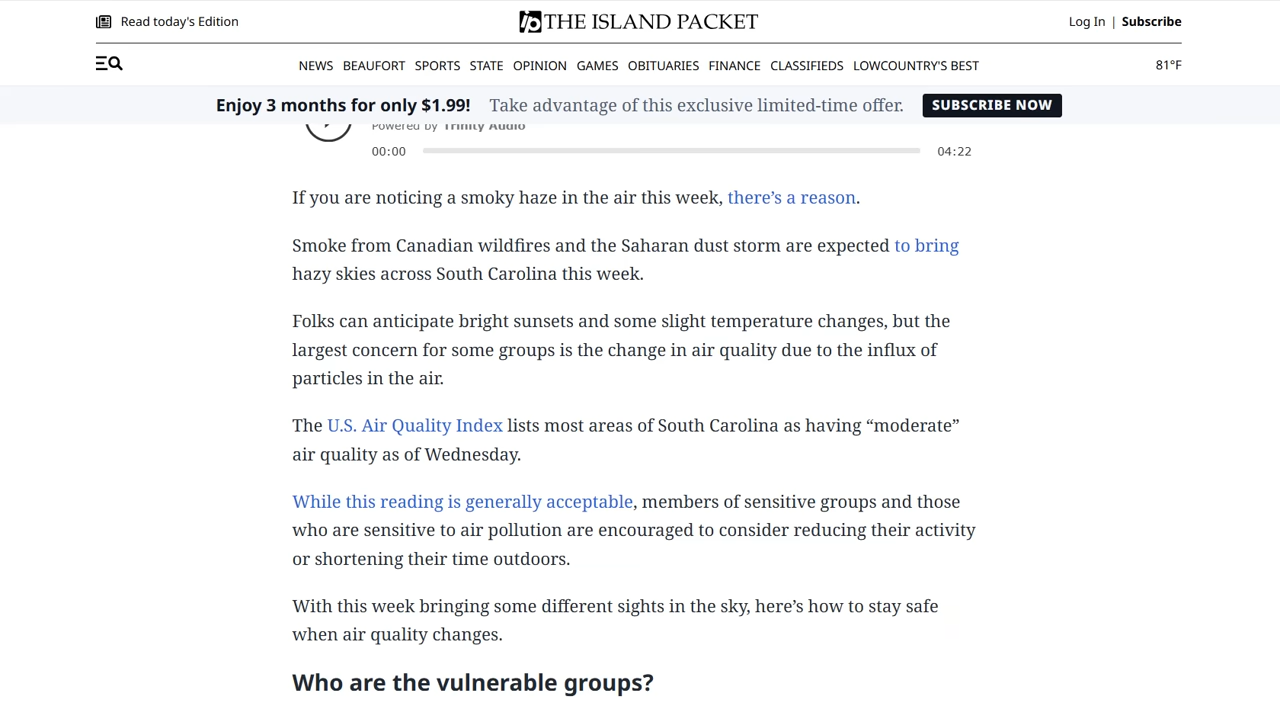 Read today's Edition
ip THE ISLAND PACKET
Log In | Subscribe
NEWS BEAUFORT SPORTS STATE OPINION GAMES OBITUARIES FINANCE CLASSIFIEDS LOWCOUNTRY'S BEST
81°F
Enjoy 3 months for only $1.99! Take advantage of this exclusive limited-time offer. SUBSCRIBE NOW
Powered by Trinity Audio
00:00 04:22
If you are noticing a smoky haze in the air this week, there’s a reason.
Smoke from Canadian wildfires and the Saharan dust storm are expected to bring
hazy skies across South Carolina this week.
Folks can anticipate bright sunsets and some slight temperature changes, but the
largest concern for some groups is the change in air quality due to the influx of
particles in the air.
The U.S. Air Quality Index lists most areas of South Carolina as having “moderate”
air quality as of Wednesday.
While this reading is generally acceptable, members of sensitive groups and those
who are sensitive to air pollution are encouraged to consider reducing their activity
or shortening their time outdoors.
With this week bringing some different sights in the sky, here’s how to stay safe
when air quality changes.
Who are the vulnerable groups?